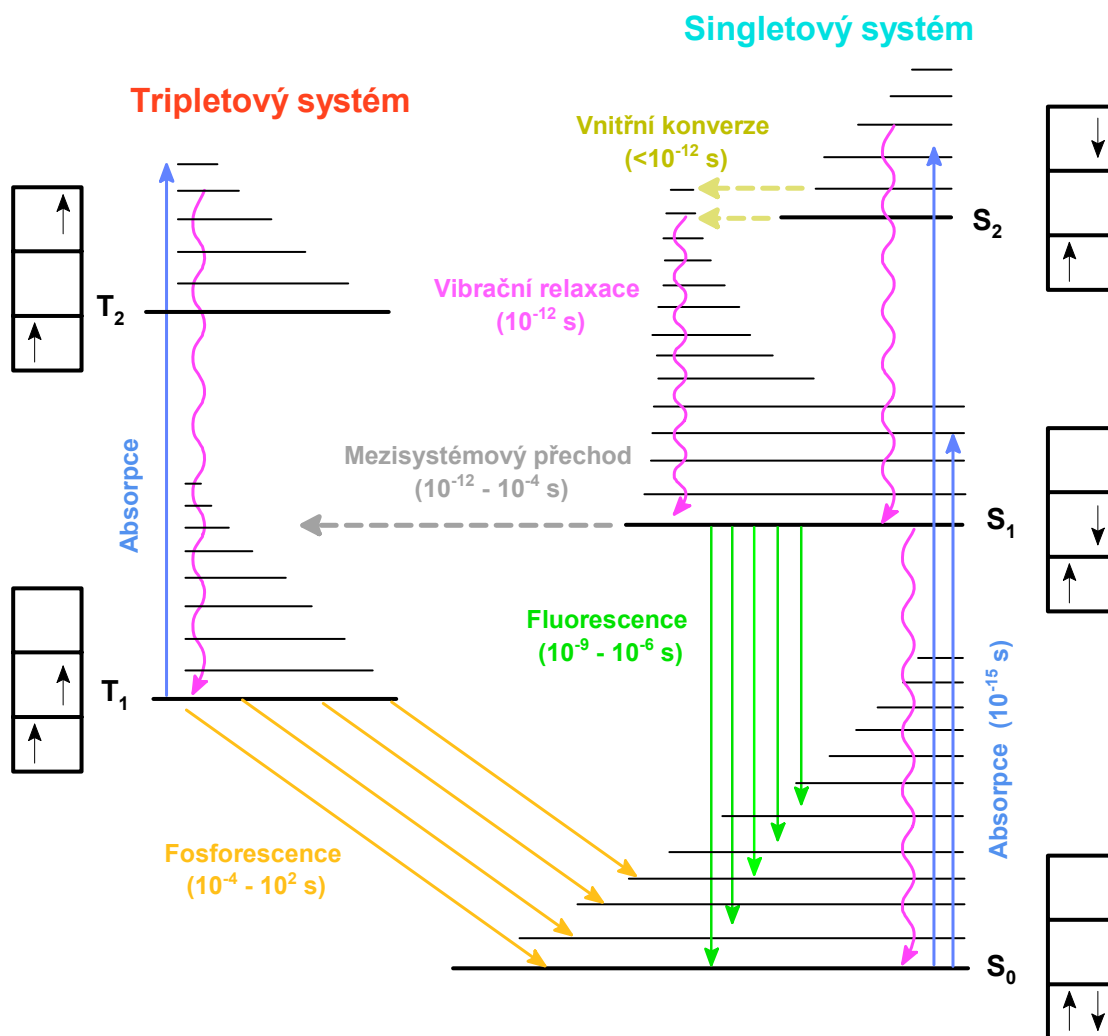 Singletový systém
Tripletový systém
Vnitřní konverze
(<10⁻¹² s)
S₂
Vibrační relaxace
(10⁻¹² s)
T₂
Absorpce
Mezisystémový přechod
(10⁻¹² - 10⁻⁴ s)
S₁
Fluorescence
(10⁻⁹ - 10⁻⁶ s)
T₁
Absorpce (10⁻¹⁵ s)
Fosforescence
(10⁻⁴ - 10² s)
S₀